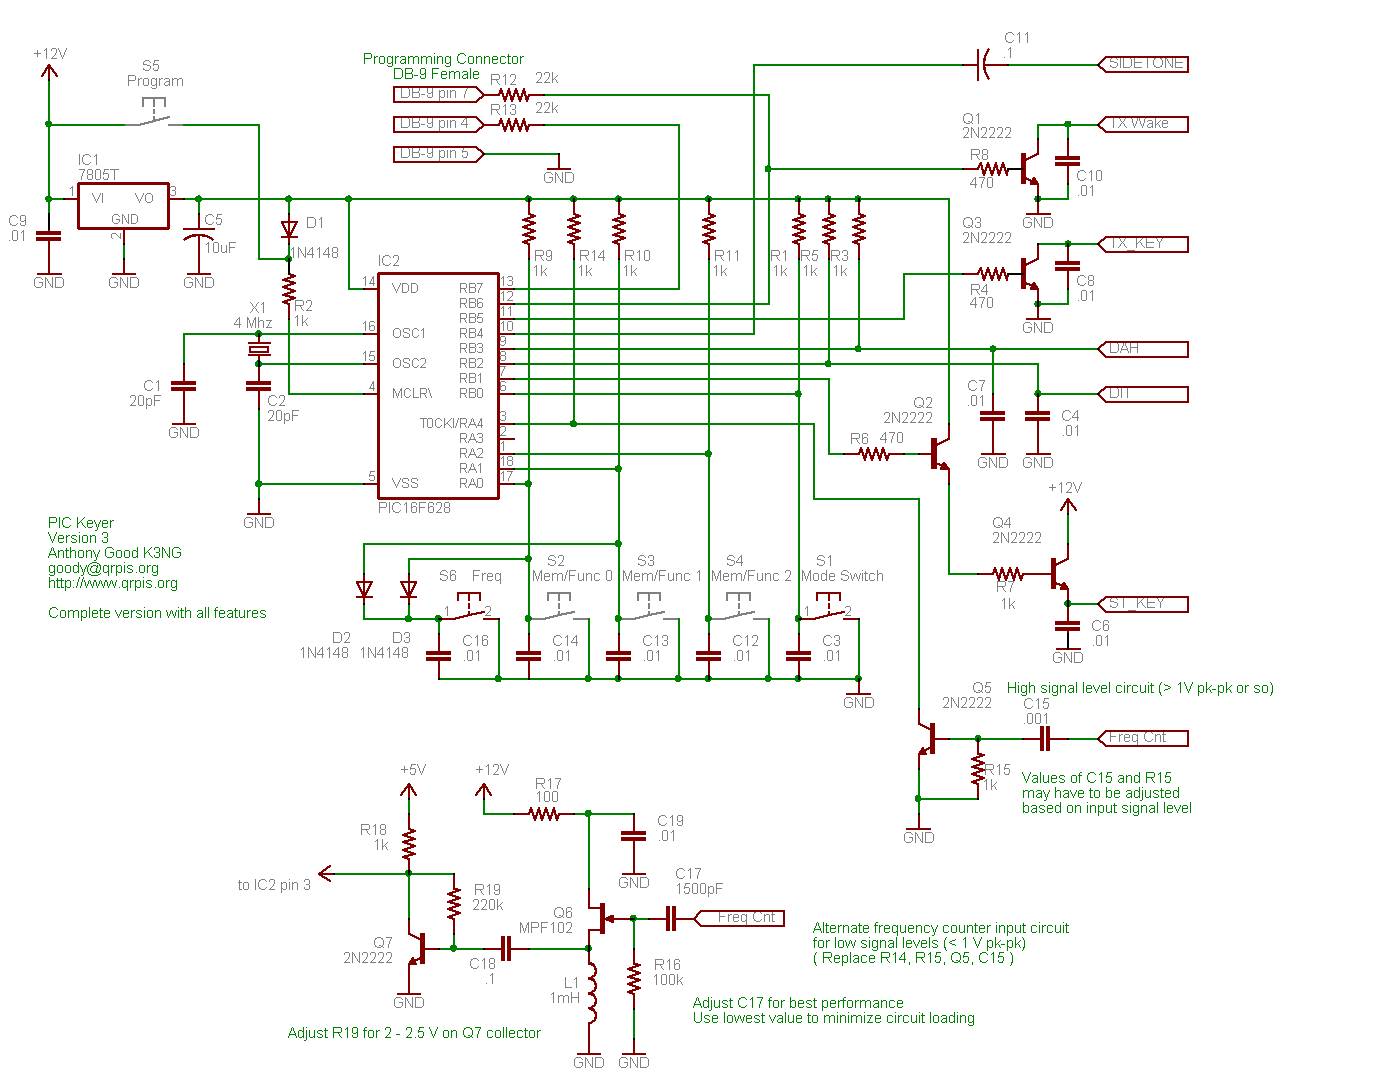 +12V
S5
Program
IC1
7805T
1
VI
VO
3
GND
2
C9
.01
GND
GND
GND
C5
10uF
D1
1N4148
R2
1k
Programming Connector
DB-9 Female
DB-9 pin 7
DB-9 pin 4
DB-9 pin 5
R12
22k
R13
22k
GND
C11
.1
SIDETONE
Q1
2N2222
R8
470
TX Wake
C10
.01
GND
Q3
2N2222
R4
470
TX_KEY
C8
.01
GND
R9
1k
R14
1k
R10
1k
R11
1k
R1
1k
R5
1k
R3
1k
X1
4 Mhz
C1
20pF
GND
C2
20pF
GND
IC2
14
VDD
16
OSC1
15
OSC2
4
MCLR\
5
VSS
RB7
13
RB6
12
RB5
11
RB4
10
RB3
9
RB2
8
RB1
7
RB0
6
T0CKI/RA4
3
RA3
2
RA2
1
RA1
18
RA0
17
PIC16F628
DAH
DIT
C7
.01
GND
C4
.01
GND
Q2
2N2222
R6
470
+12V
Q4
2N2222
R7
1k
ST_KEY
C6
.01
GND
PIC Keyer
Version 3
Anthony Good K3NG
goody@qrpis.org
http://www.qrpis.org
Complete version with all features
D2
1N4148
D3
1N4148
S6
Freq
1
2
C16
.01
S2
Mem/Func 0
C14
.01
S3
Mem/Func 1
C13
.01
S4
Mem/Func 2
C12
.01
S1
Mode Switch
1
2
C3
.01
GND
Q5
2N2222
High signal level circuit (> 1V pk-pk or so)
C15
.001
Freq Cnt
R15
1k
GND
Values of C15 and R15
may have to be adjusted
based on input signal level
+5V
+12V
R17
100
R18
1k
to IC2 pin 3
R19
220k
C19
.01
GND
C17
1500pF
Freq Cnt
Q6
MPF102
Q7
2N2222
GND
C18
.1
L1
1mH
GND
R16
100k
GND
Alternate frequency counter input circuit
for low signal levels (< 1 V pk-pk)
( Replace R14, R15, Q5, C15 )
Adjust C17 for best performance
Use lowest value to minimize circuit loading
Adjust R19 for 2 - 2.5 V on Q7 collector